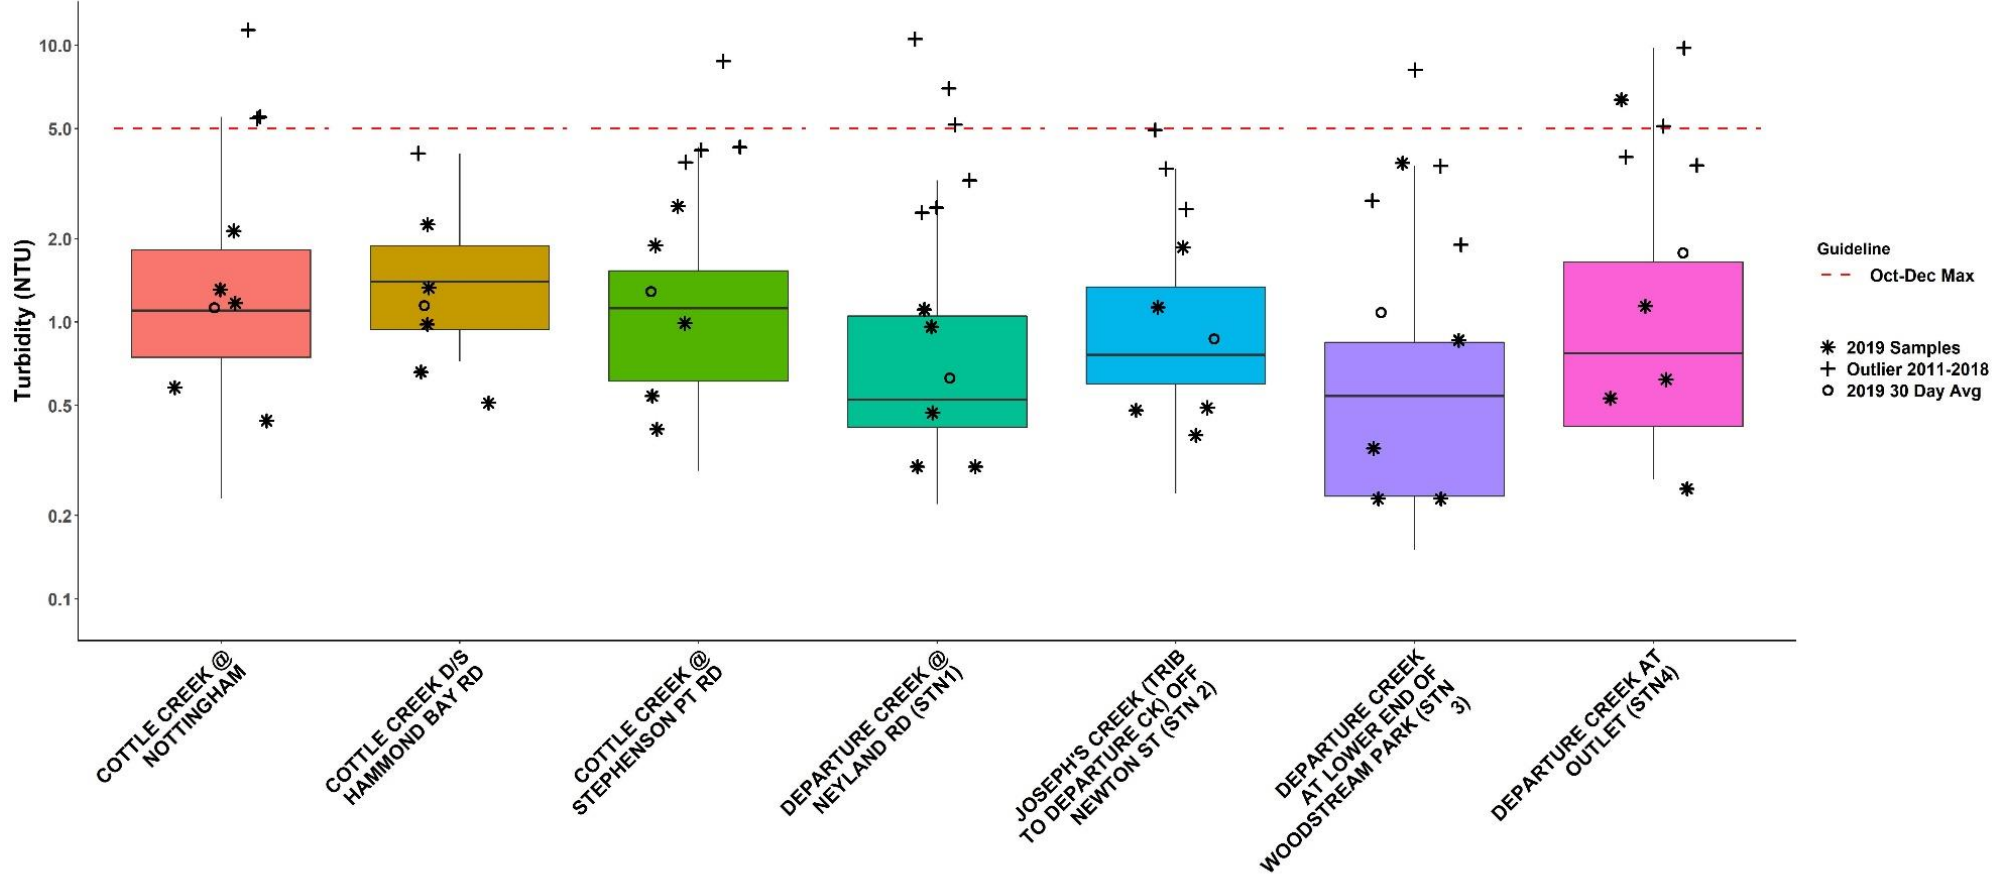 Turbidity (NTU)
10.0
5.0
2.0
1.0
0.5
0.2
0.1
COTTLE CREEK @
NOTTINGHAM
COTTLE CREEK D/S
HAMMOND BAY RD
COTTLE CREEK @
STEPHENSON PT RD
DEPARTURE CREEK @
NEYLAND RD (STN1)
JOSEPH'S CREEK (TRIB
TO DEPARTURE CK) OFF
NEWTON ST (STN 2)
DEPARTURE CREEK
AT LOWER END OF
WOODSTREAM PARK (STN
3)
DEPARTURE CREEK AT
OUTLET (STN4)
Guideline
Oct-Dec Max
2019 Samples
Outlier 2011-2018
2019 30 Day Avg